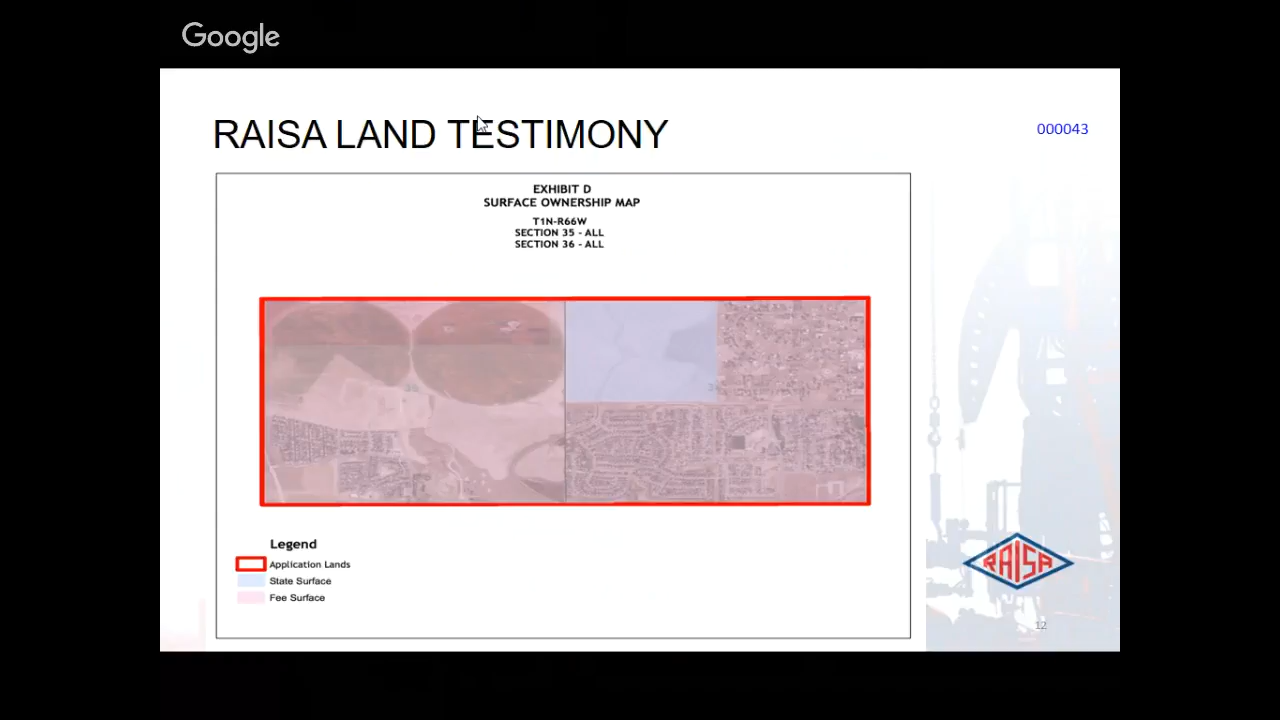 Google
RAISA LAND TESTIMONY
000043
EXHIBIT D
SURFACE OWNERSHIP MAP
T1N-R66W
SECTION 35 - ALL
SECTION 36 - ALL
Legend
Application Lands
State Surface
Fee Surface
RAISA
12